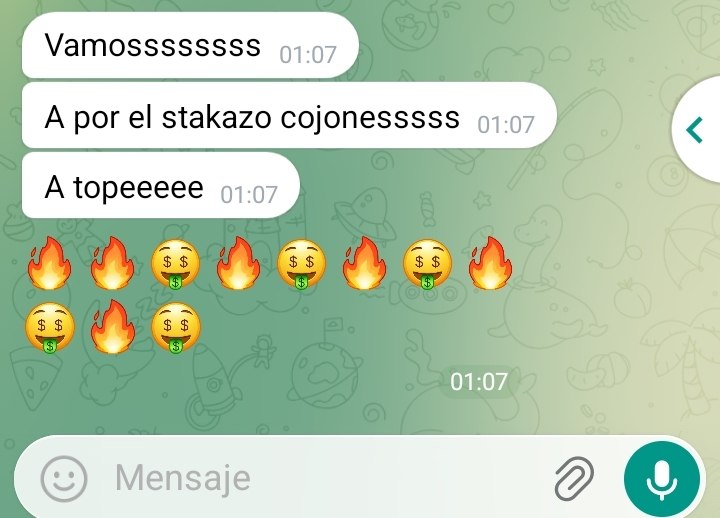 Vamossssssss 01:07
A por el stakazo cojonesssss 01:07
A topeeeee 01:07
🔥🔥🤑🔥🤑🔥🤑🔥
🤑🔥🤑
01:07
Mensaje